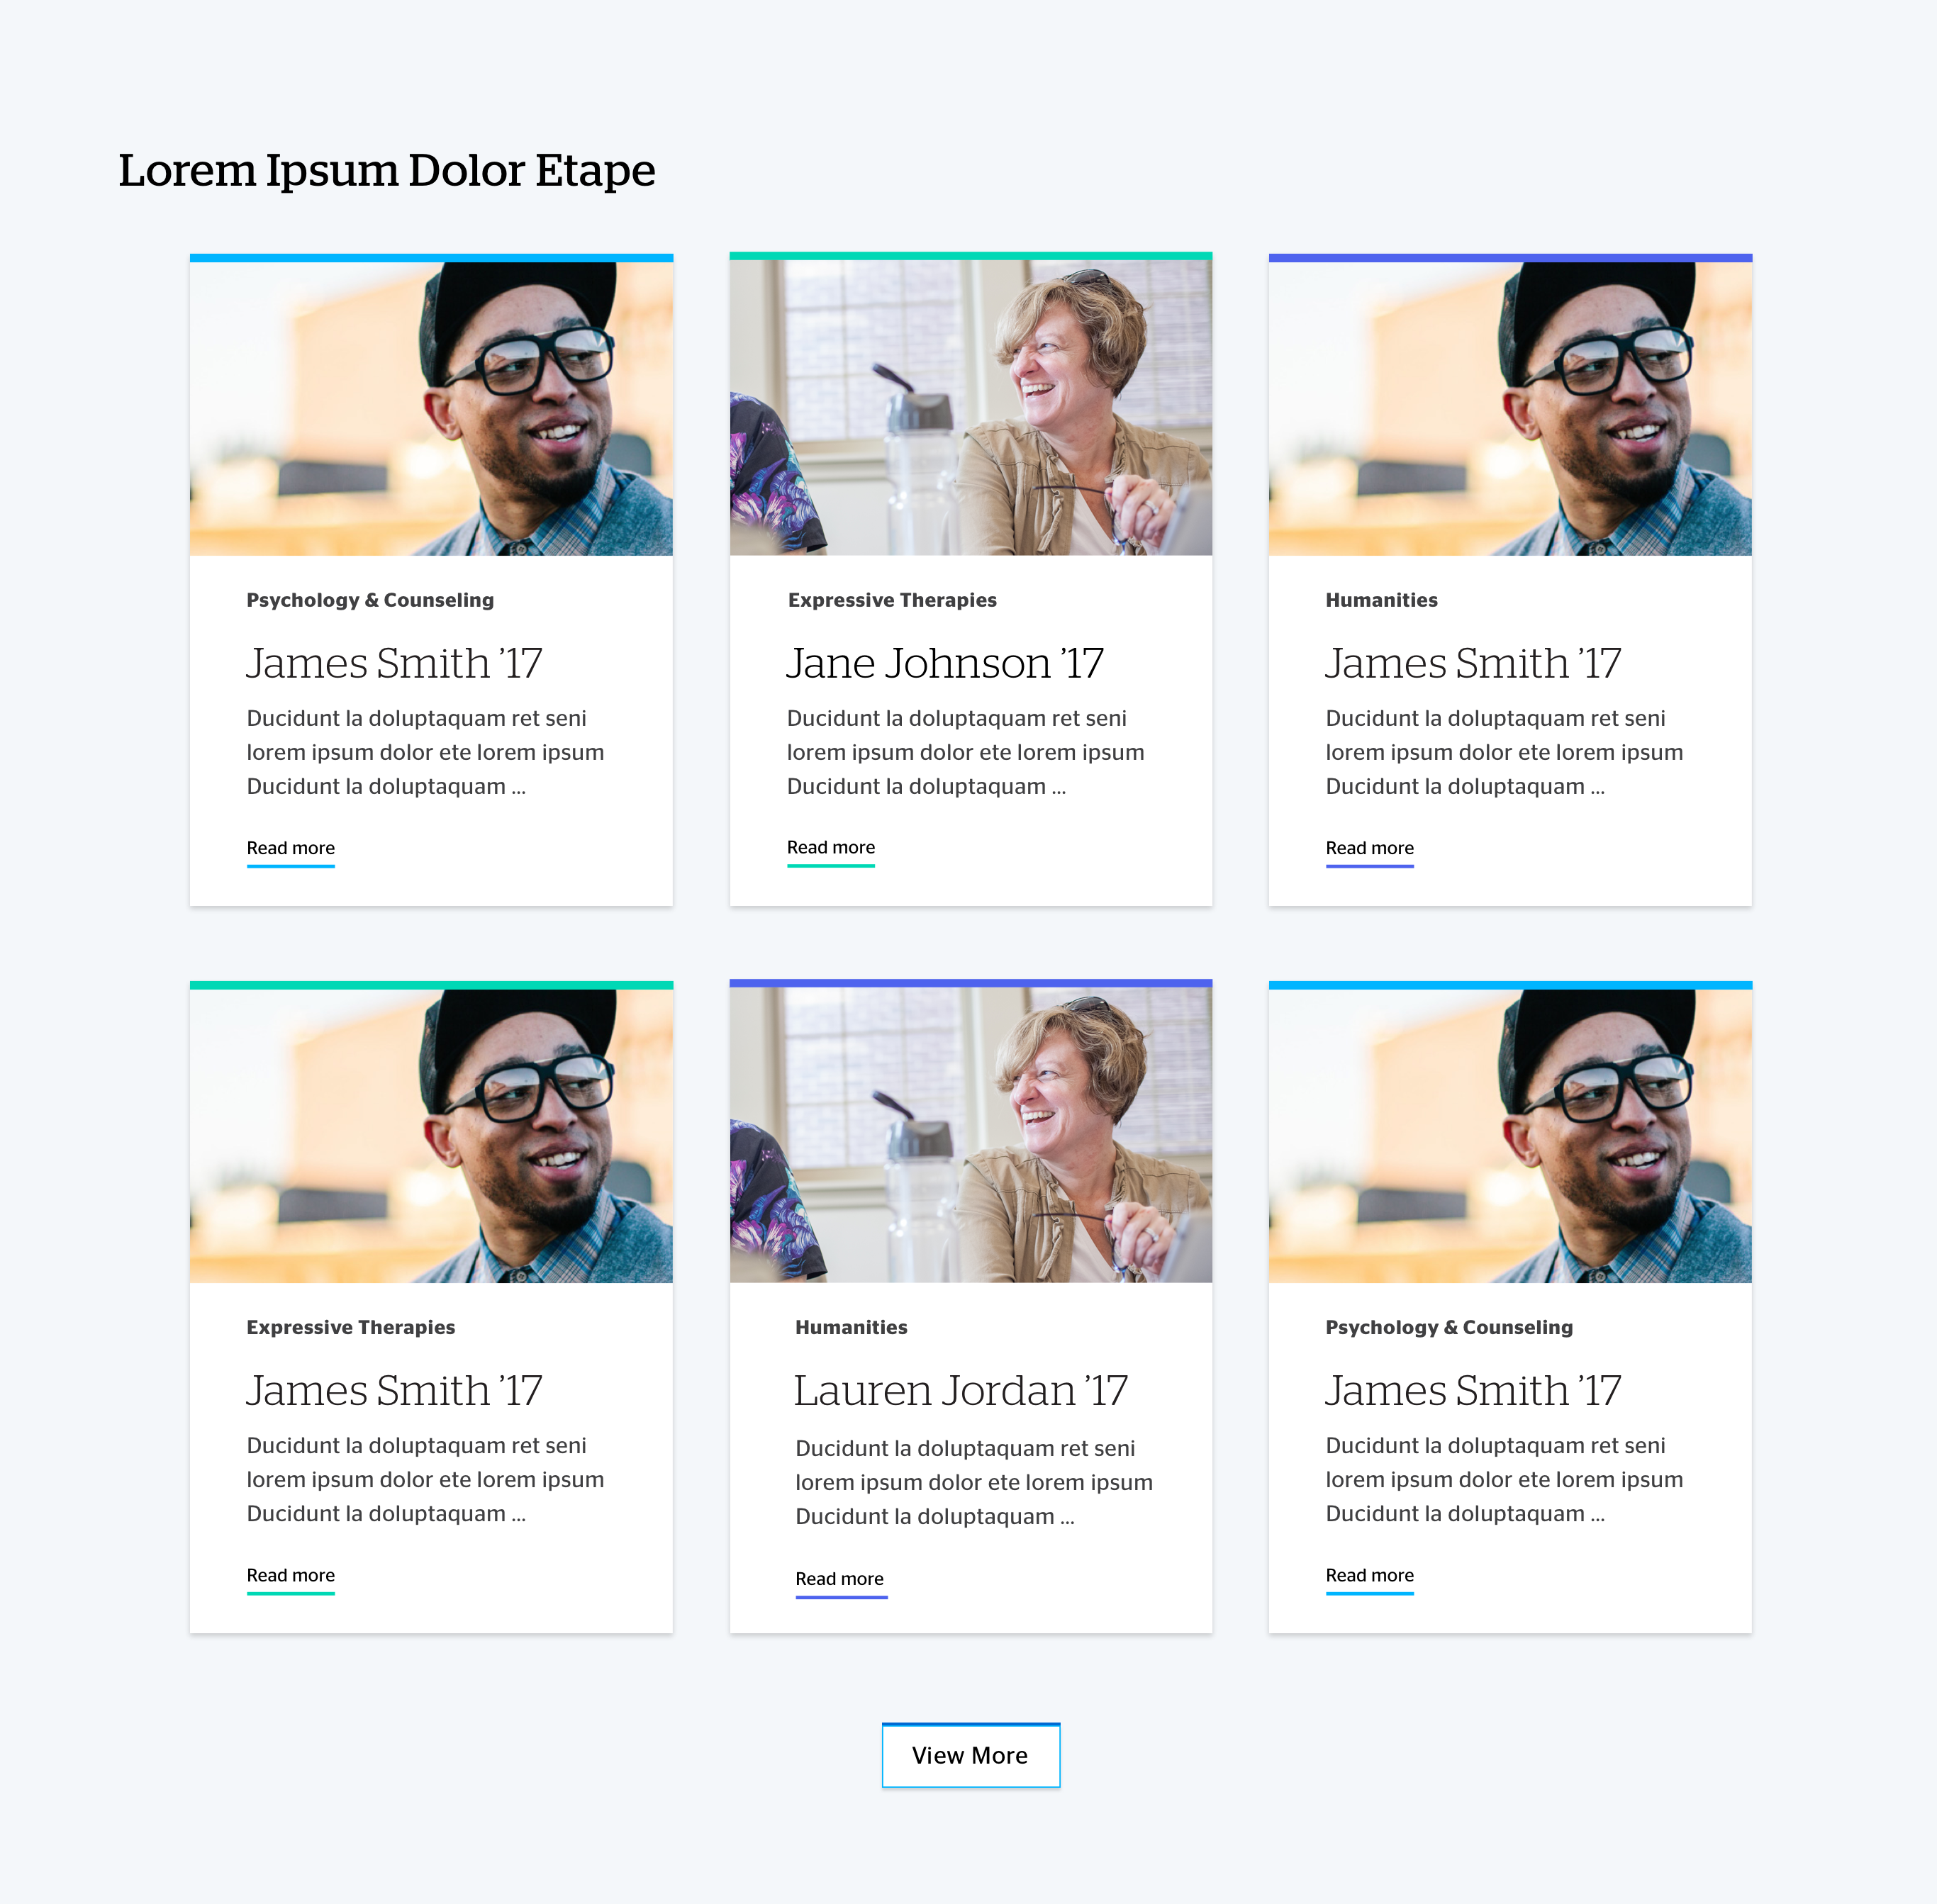 Lorem Ipsum Dolor Etape
Psychology & Counseling
James Smith ’17
Ducidunt la doluptaquam ret seni
lorem ipsum dolor ete lorem ipsum
Ducidunt la doluptaquam ...
Read more
Expressive Therapies
Jane Johnson ’17
Ducidunt la doluptaquam ret seni
lorem ipsum dolor ete lorem ipsum
Ducidunt la doluptaquam ...
Read more
Humanities
James Smith ’17
Ducidunt la doluptaquam ret seni
lorem ipsum dolor ete lorem ipsum
Ducidunt la doluptaquam ...
Read more
Expressive Therapies
James Smith ’17
Ducidunt la doluptaquam ret seni
lorem ipsum dolor ete lorem ipsum
Ducidunt la doluptaquam ...
Read more
Humanities
Lauren Jordan ’17
Ducidunt la doluptaquam ret seni
lorem ipsum dolor ete lorem ipsum
Ducidunt la doluptaquam ...
Read more
Psychology & Counseling
James Smith ’17
Ducidunt la doluptaquam ret seni
lorem ipsum dolor ete lorem ipsum
Ducidunt la doluptaquam ...
Read more
View More